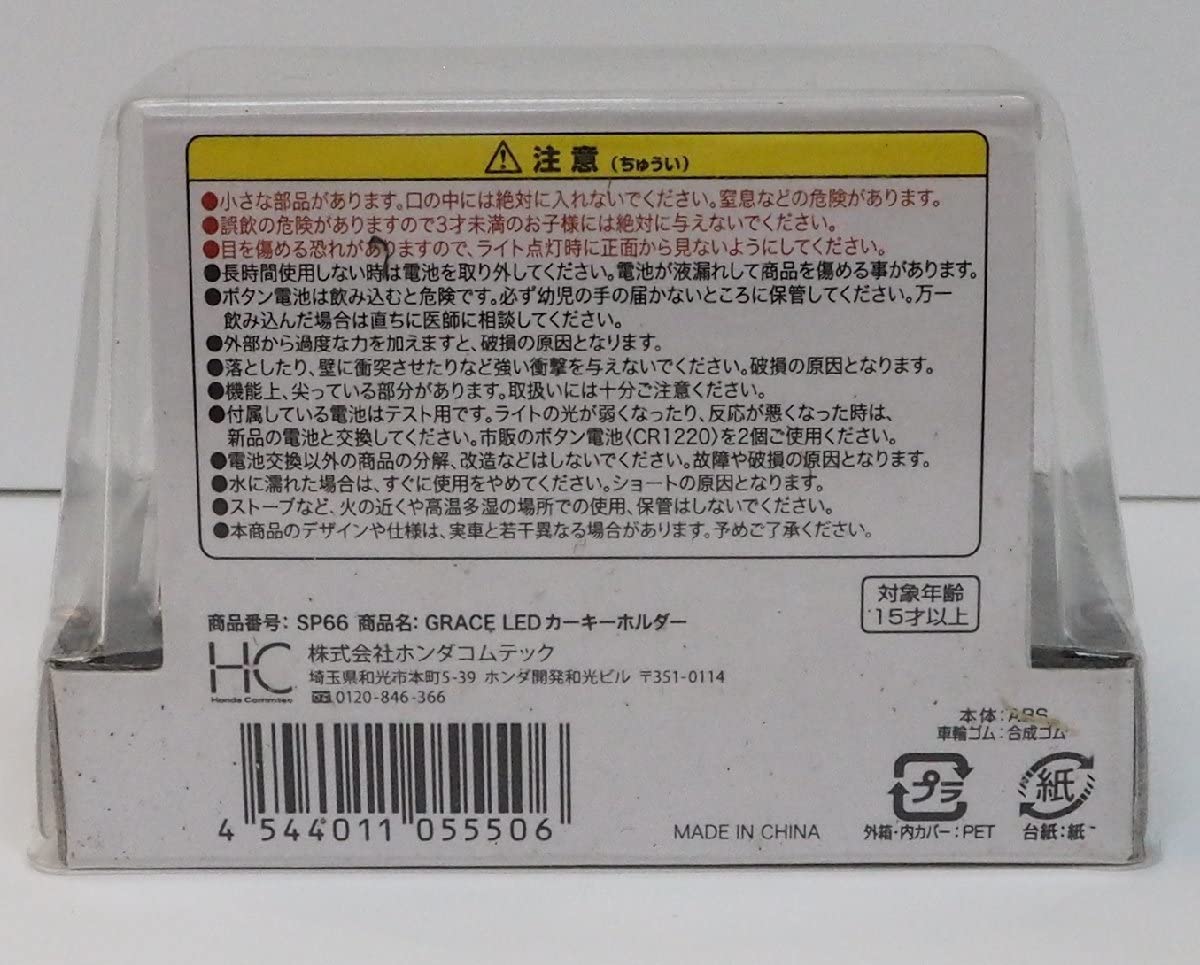 ⚠ 注意 (ちゅうい)
●小さな部品があります。口の中には絶対に入れないでください。窒息などの危険があります。
●誤飲の危険がありますので3才未満のお子様には絶対に与えないでください。
●目を傷める恐れがありますので、ライト点灯時に正面から見ないようにしてください。
●長時間使用しない時は電池を取り外してください。電池が液漏れして商品を傷める事があります。
●ボタン電池は飲み込むと危険です。必ず幼児の手の届かないところに保管してください。万一
飲み込んだ場合は直ちに医師に相談してください。
●外部から過度な力を加えますと、破損の原因となります。
●落としたり、壁に衝突させたりなど強い衝撃を与えないでください。破損の原因となります。
●機能上、尖っている部分があります。取扱いには十分ご注意ください。
●付属している電池はテスト用です。ライトの光が弱くなったり、反応が悪くなった時は、
新品の電池と交換してください。市販のボタン電池〈CR1220〉を2個ご使用ください。
●電池交換以外の商品の分解、改造などはしないでください。故障や破損の原因となります。
●水に濡れた場合は、すぐに使用をやめてください。ショートの原因となります。
●ストーブなど、火の近くや高温多湿の場所での使用、保管はしないでください。
●本商品のデザインや仕様は、実車と若干異なる場合があります。予めご了承ください。
対象年齢
15才以上
商品番号: SP66 商品名: GRACE LEDカーキーホルダー
HC 株式会社ホンダコムテック
Honda Commtec
埼玉県和光市本町5-39 ホンダ開発和光ビル 〒351-0114
0120-846-366
本体:ABS
車輪ゴム:合成ゴム
4 544011 055506
MADE IN CHINA
プラ
外箱・内カバー:PET
紙
台紙:紙